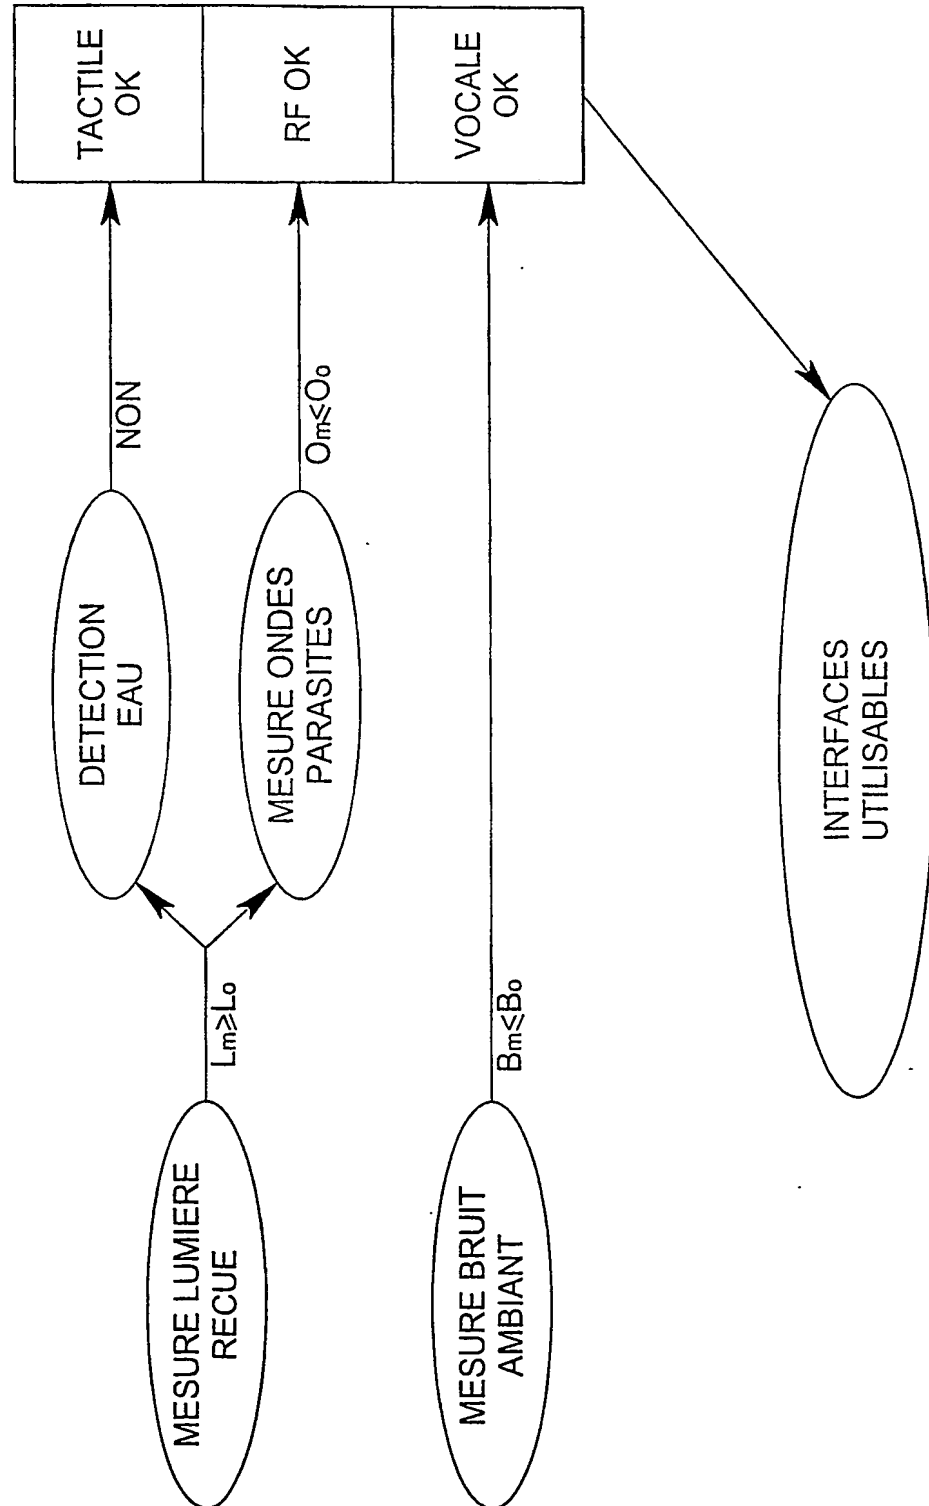 MESURE LUMIERE
RECUE
Lm≥Lo
DETECTION
EAU
NON
TACTILE
OK
MESURE ONDES
PARASITES
Om≤Oo
RF OK
MESURE BRUIT
AMBIANT
Bm≤Bo
VOCALE
OK
INTERFACES
UTILISABLES